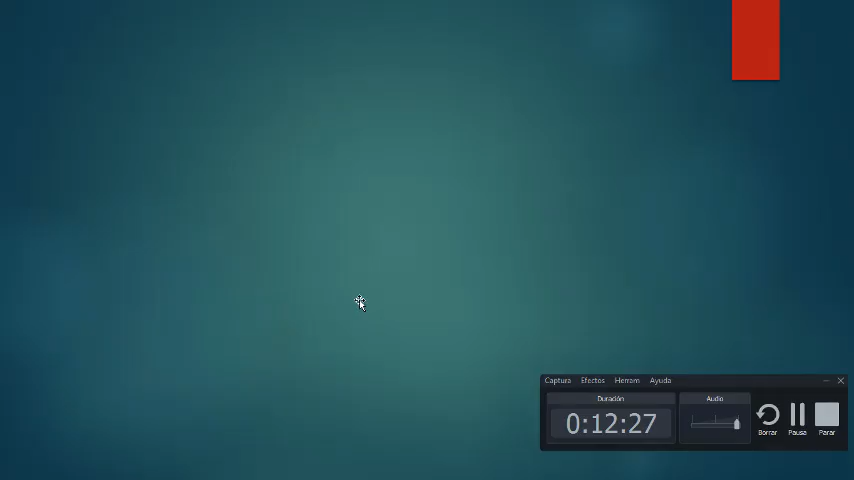 Captura Efectos Herram Ayuda
Duración
Audio
0:12:27
Borrar Pausa Parar